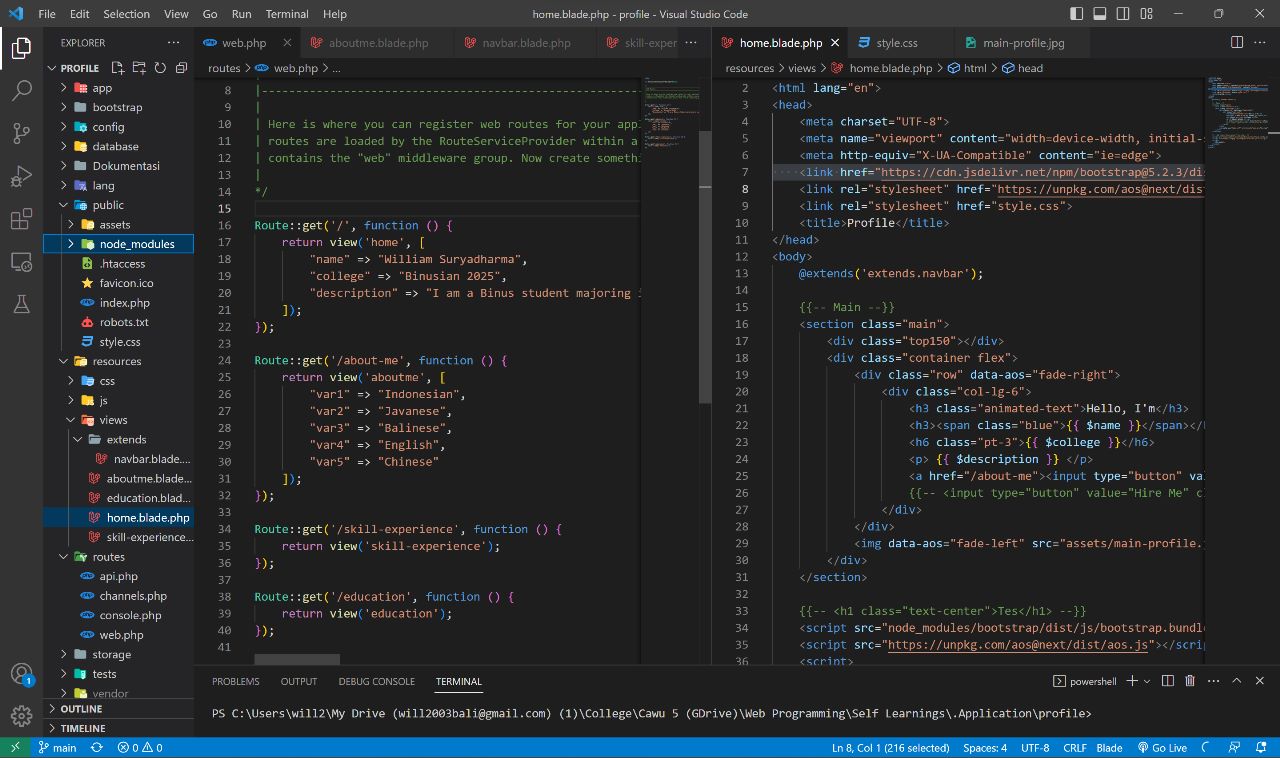 File Edit Selection View Go Run Terminal Help
home.blade.php - profile - Visual Studio Code
EXPLORER
PROFILE
app
bootstrap
config
database
Dokumentasi
lang
public
assets
node_modules
.htaccess
favicon.ico
index.php
robots.txt
style.css
resources
css
js
views
extends
navbar.blade....
aboutme.blade...
education.blad...
home.blade.php
skill-experience...
routes
api.php
channels.php
console.php
web.php
storage
tests
vendor
OUTLINE
TIMELINE
web.php aboutme.blade.php navbar.blade.php skill-exper
routes > web.php > ...
8 |--------------------------------------------------------
9 |
10 | Here is where you can register web routes for your appl
11 | routes are loaded by the RouteServiceProvider within a
12 | contains the "web" middleware group. Now create somethi
13 |
14 */
15
16 Route::get('/', function () {
17 return view('home', [
18 "name" => "William Suryadharma",
19 "college" => "Binusian 2025",
20 "description" => "I am a Binus student majoring i
21 ]);
22 });
23
24 Route::get('/about-me', function () {
25 return view('aboutme', [
26 "var1" => "Indonesian",
27 "var2" => "Javanese",
28 "var3" => "Balinese",
29 "var4" => "English",
30 "var5" => "Chinese"
31 ]);
32 });
33
34 Route::get('/skill-experience', function () {
35 return view('skill-experience');
36 });
37
38 Route::get('/education', function () {
39 return view('education');
40 });
41
home.blade.php style.css main-profile.jpg
resources > views > home.blade.php > html > head
2 <html lang="en">
3 <head>
4 <meta charset="UTF-8">
5 <meta name="viewport" content="width=device-width, initial-
6 <meta http-equiv="X-UA-Compatible" content="ie=edge">
7 <link href="https://cdn.jsdelivr.net/npm/bootstrap@5.2.3/dis
8 <link rel="stylesheet" href="https://unpkg.com/aos@next/dist
9 <link rel="stylesheet" href="style.css">
10 <title>Profile</title>
11 </head>
12 <body>
13 @extends('extends.navbar');
14
15 {{-- Main --}}
16 <section class="main">
17 <div class="top150"></div>
18 <div class="container flex">
19 <div class="row" data-aos="fade-right">
20 <div class="col-lg-6">
21 <h3 class="animated-text">Hello, I'm</h3>
22 <h3><span class="blue">{{ $name }}</span></h
23 <h6 class="pt-3">{{ $college }}</h6>
24 <p> {{ $description }} </p>
25 <a href="/about-me"><input type="button" val
26 {{-- <input type="button" value="Hire Me" c
27 </div>
28 </div>
29 <img data-aos="fade-left" src="assets/main-profile.
30 </div>
31 </section>
32
33 {{-- <h1 class="text-center">Tes</h1> --}}
34 <script src="node_modules/bootstrap/dist/js/bootstrap.bundl
35 <script src="https://unpkg.com/aos@next/dist/aos.js"></scrip
36 <script>
PROBLEMS OUTPUT DEBUG CONSOLE TERMINAL
powershell
PS C:\Users\will2\My Drive (will2003bali@gmail.com) (1)\College\Cawu 5 (GDrive)\Web Programming\Self Learnings\.Application\profile>
1
main 0 0
Ln 8, Col 1 (216 selected) Spaces: 4 UTF-8 CRLF Blade Go Live